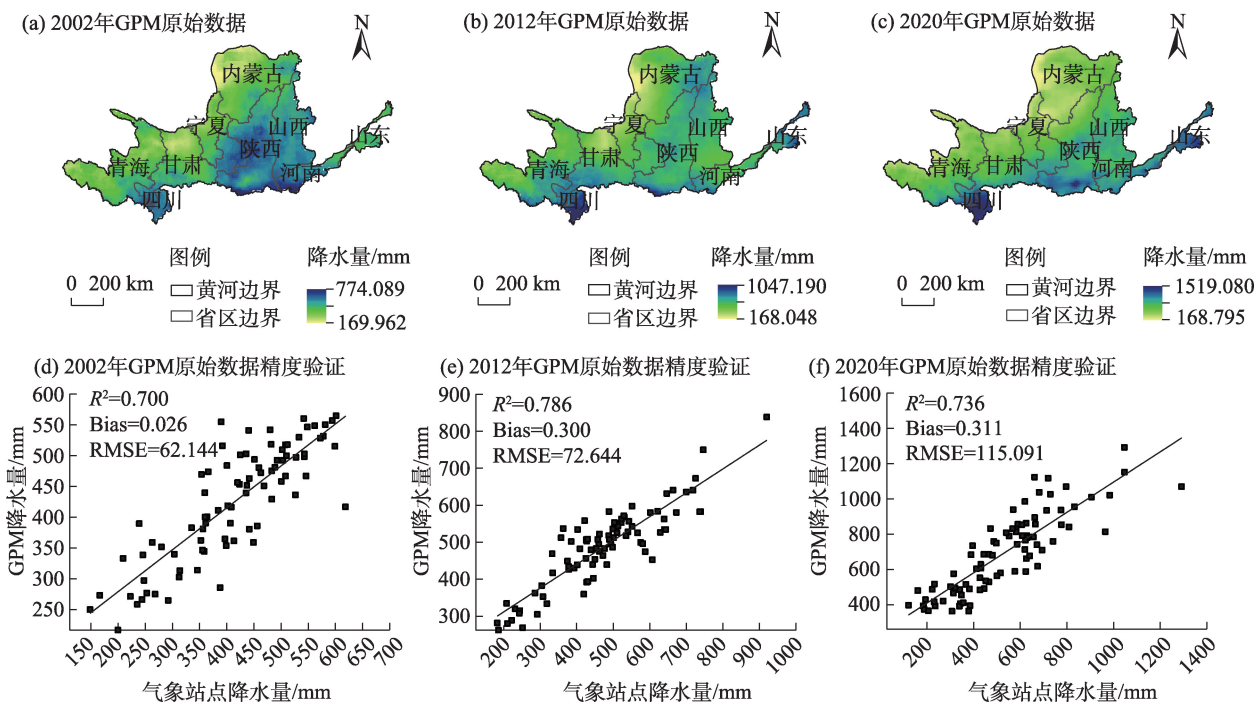 (a) 2002年GPM原始数据
N
内蒙古
宁夏
山西
山东
陕西
青海
甘肃
河南
四川
图例
降水量/mm
0 200 km
黄河边界
省区边界
774.089
169.962
(b) 2012年GPM原始数据
N
内蒙古
宁夏
山西
山东
陕西
青海
甘肃
河南
四川
图例
降水量/mm
0 200 km
黄河边界
省区边界
1047.190
168.048
(c) 2020年GPM原始数据
N
内蒙古
宁夏
山西
山东
陕西
青海
甘肃
河南
四川
图例
降水量/mm
0 200 km
黄河边界
省区边界
1519.080
168.795
(d) 2002年GPM原始数据精度验证
R²=0.700
Bias=0.026
RMSE=62.144
GPM降水量/mm
600
550
500
450
400
350
300
250
150 200 250 300 350 400 450 500 550 600 650 700
气象站点降水量/mm
(e) 2012年GPM原始数据精度验证
R²=0.786
Bias=0.300
RMSE=72.644
GPM降水量/mm
900
800
700
600
500
400
300
200 300 400 500 600 700 800 900 1000
气象站点降水量/mm
(f) 2020年GPM原始数据精度验证
R²=0.736
Bias=0.311
RMSE=115.091
GPM降水量/mm
1600
1400
1200
1000
800
600
400
200 400 600 800 1000 1200 1400
气象站点降水量/mm